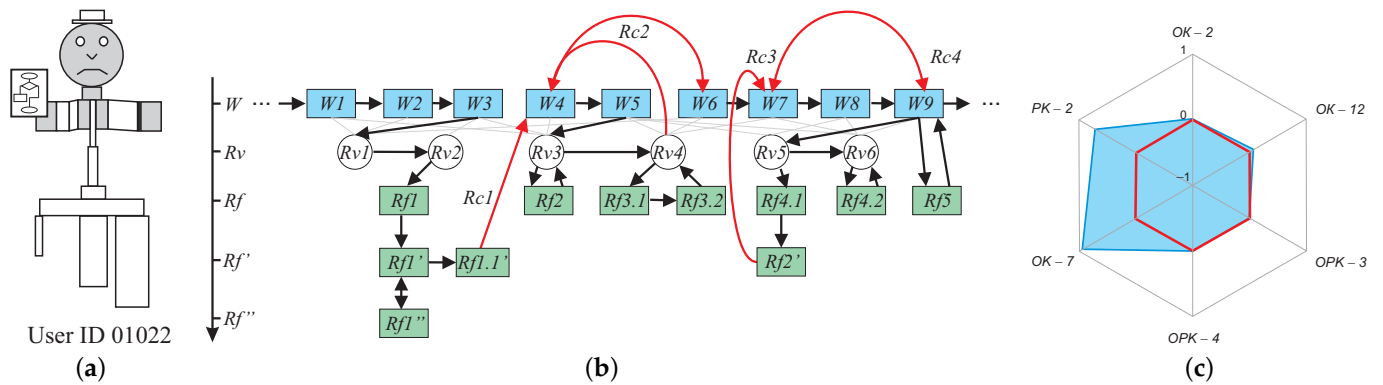 OK – 2
1
Rc2
Rc3
Rc4
W ··· W1 W2 W3 W4 W5 W6 W7 W8 W9 ···
PK – 2
0
OK – 12
Rv Rv1 Rv2 Rv3 Rv4 Rv5 Rv6
–1
Rf Rf1 Rc1 Rf2 Rf3.1 Rf3.2 Rf4.1 Rf4.2 Rf5
Rf' Rf1' Rf1.1' Rf2'
OK – 7
OPK – 3
Rf'' Rf1''
User ID 01022
OPK – 4
(a) (b) (c)